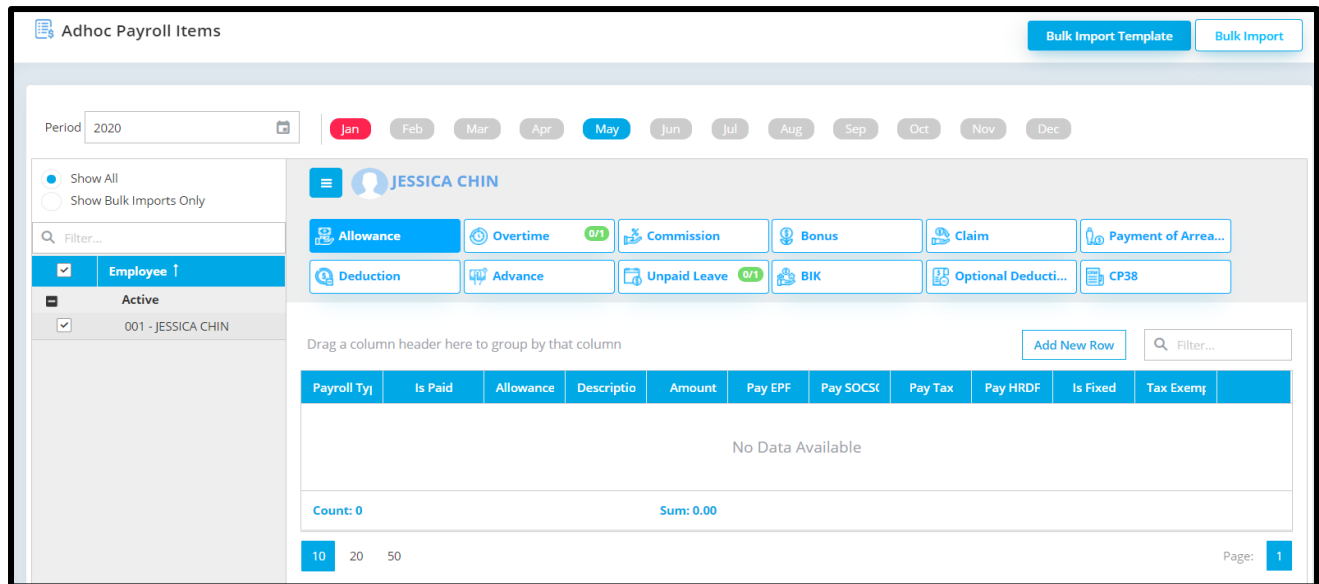 Adhoc Payroll Items
Bulk Import Template Bulk Import
Period 2020 Jan Feb Mar Apr May Jun Jul Aug Sep Oct Nov Dec
Show All
Show Bulk Imports Only
Filter...
Employee
Active
001 - JESSICA CHIN
JESSICA CHIN
Allowance Overtime 0/1 Commission Bonus Claim Payment of Arrea...
Deduction Advance Unpaid Leave 0/1 BIK Optional Deducti... CP38
Drag a column header here to group by that column Add New Row Filter...
Payroll Typ Is Paid Allowance Descriptio Amount Pay EPF Pay SOCSO Pay Tax Pay HRDF Is Fixed Tax Exemp
No Data Available
Count: 0 Sum: 0.00
10 20 50 Page: 1